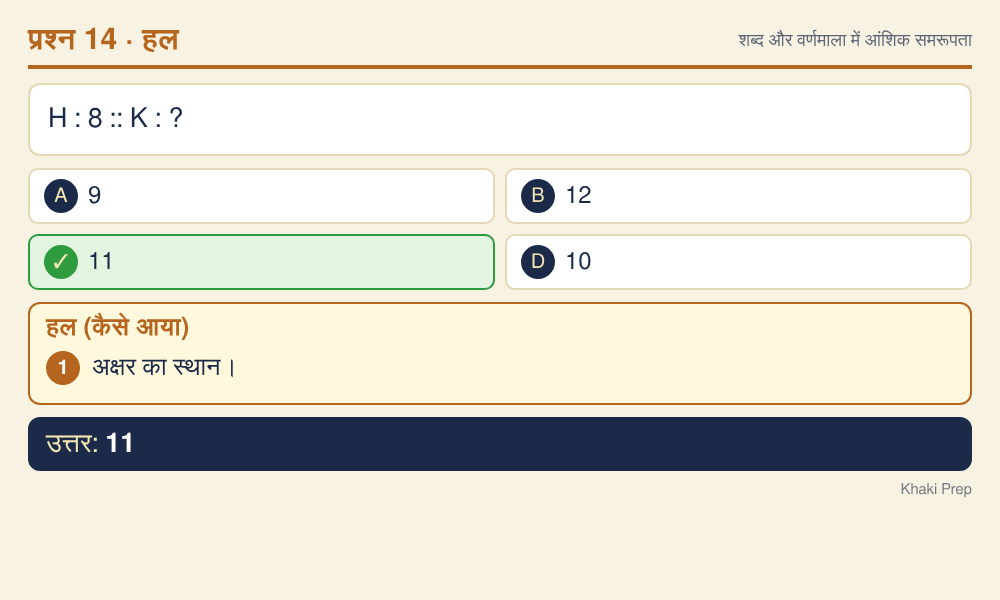 प्रश्न 14 · हल
शब्द और वर्णमाला में आंशिक समरूपता
H : 8 :: K : ?
A 9
B 12
✓ 11
D 10
हल (कैसे आया)
1 अक्षर का स्थान।
उत्तर: 11
Khaki Prep